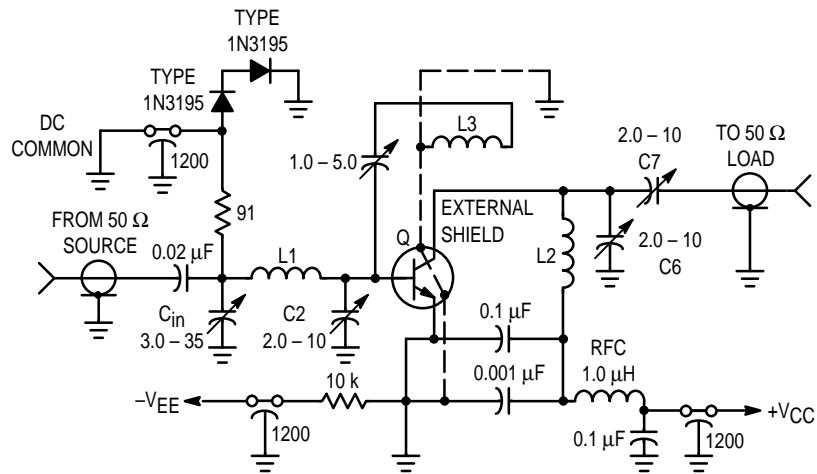 TYPE
1N3195
TYPE
1N3195
DC
COMMON
1200
91
1.0 – 5.0
L3
2.0 – 10
C7
TO 50 Ω
LOAD
FROM 50 Ω
SOURCE
0.02 µF
L1
Q
EXTERNAL
SHIELD
L2
2.0 – 10
C6
Cin
3.0 – 35
C2
2.0 – 10
0.1 µF
0.001 µF
RFC
1.0 µH
10 k
–VEE
1200
0.1 µF
1200
+VCC